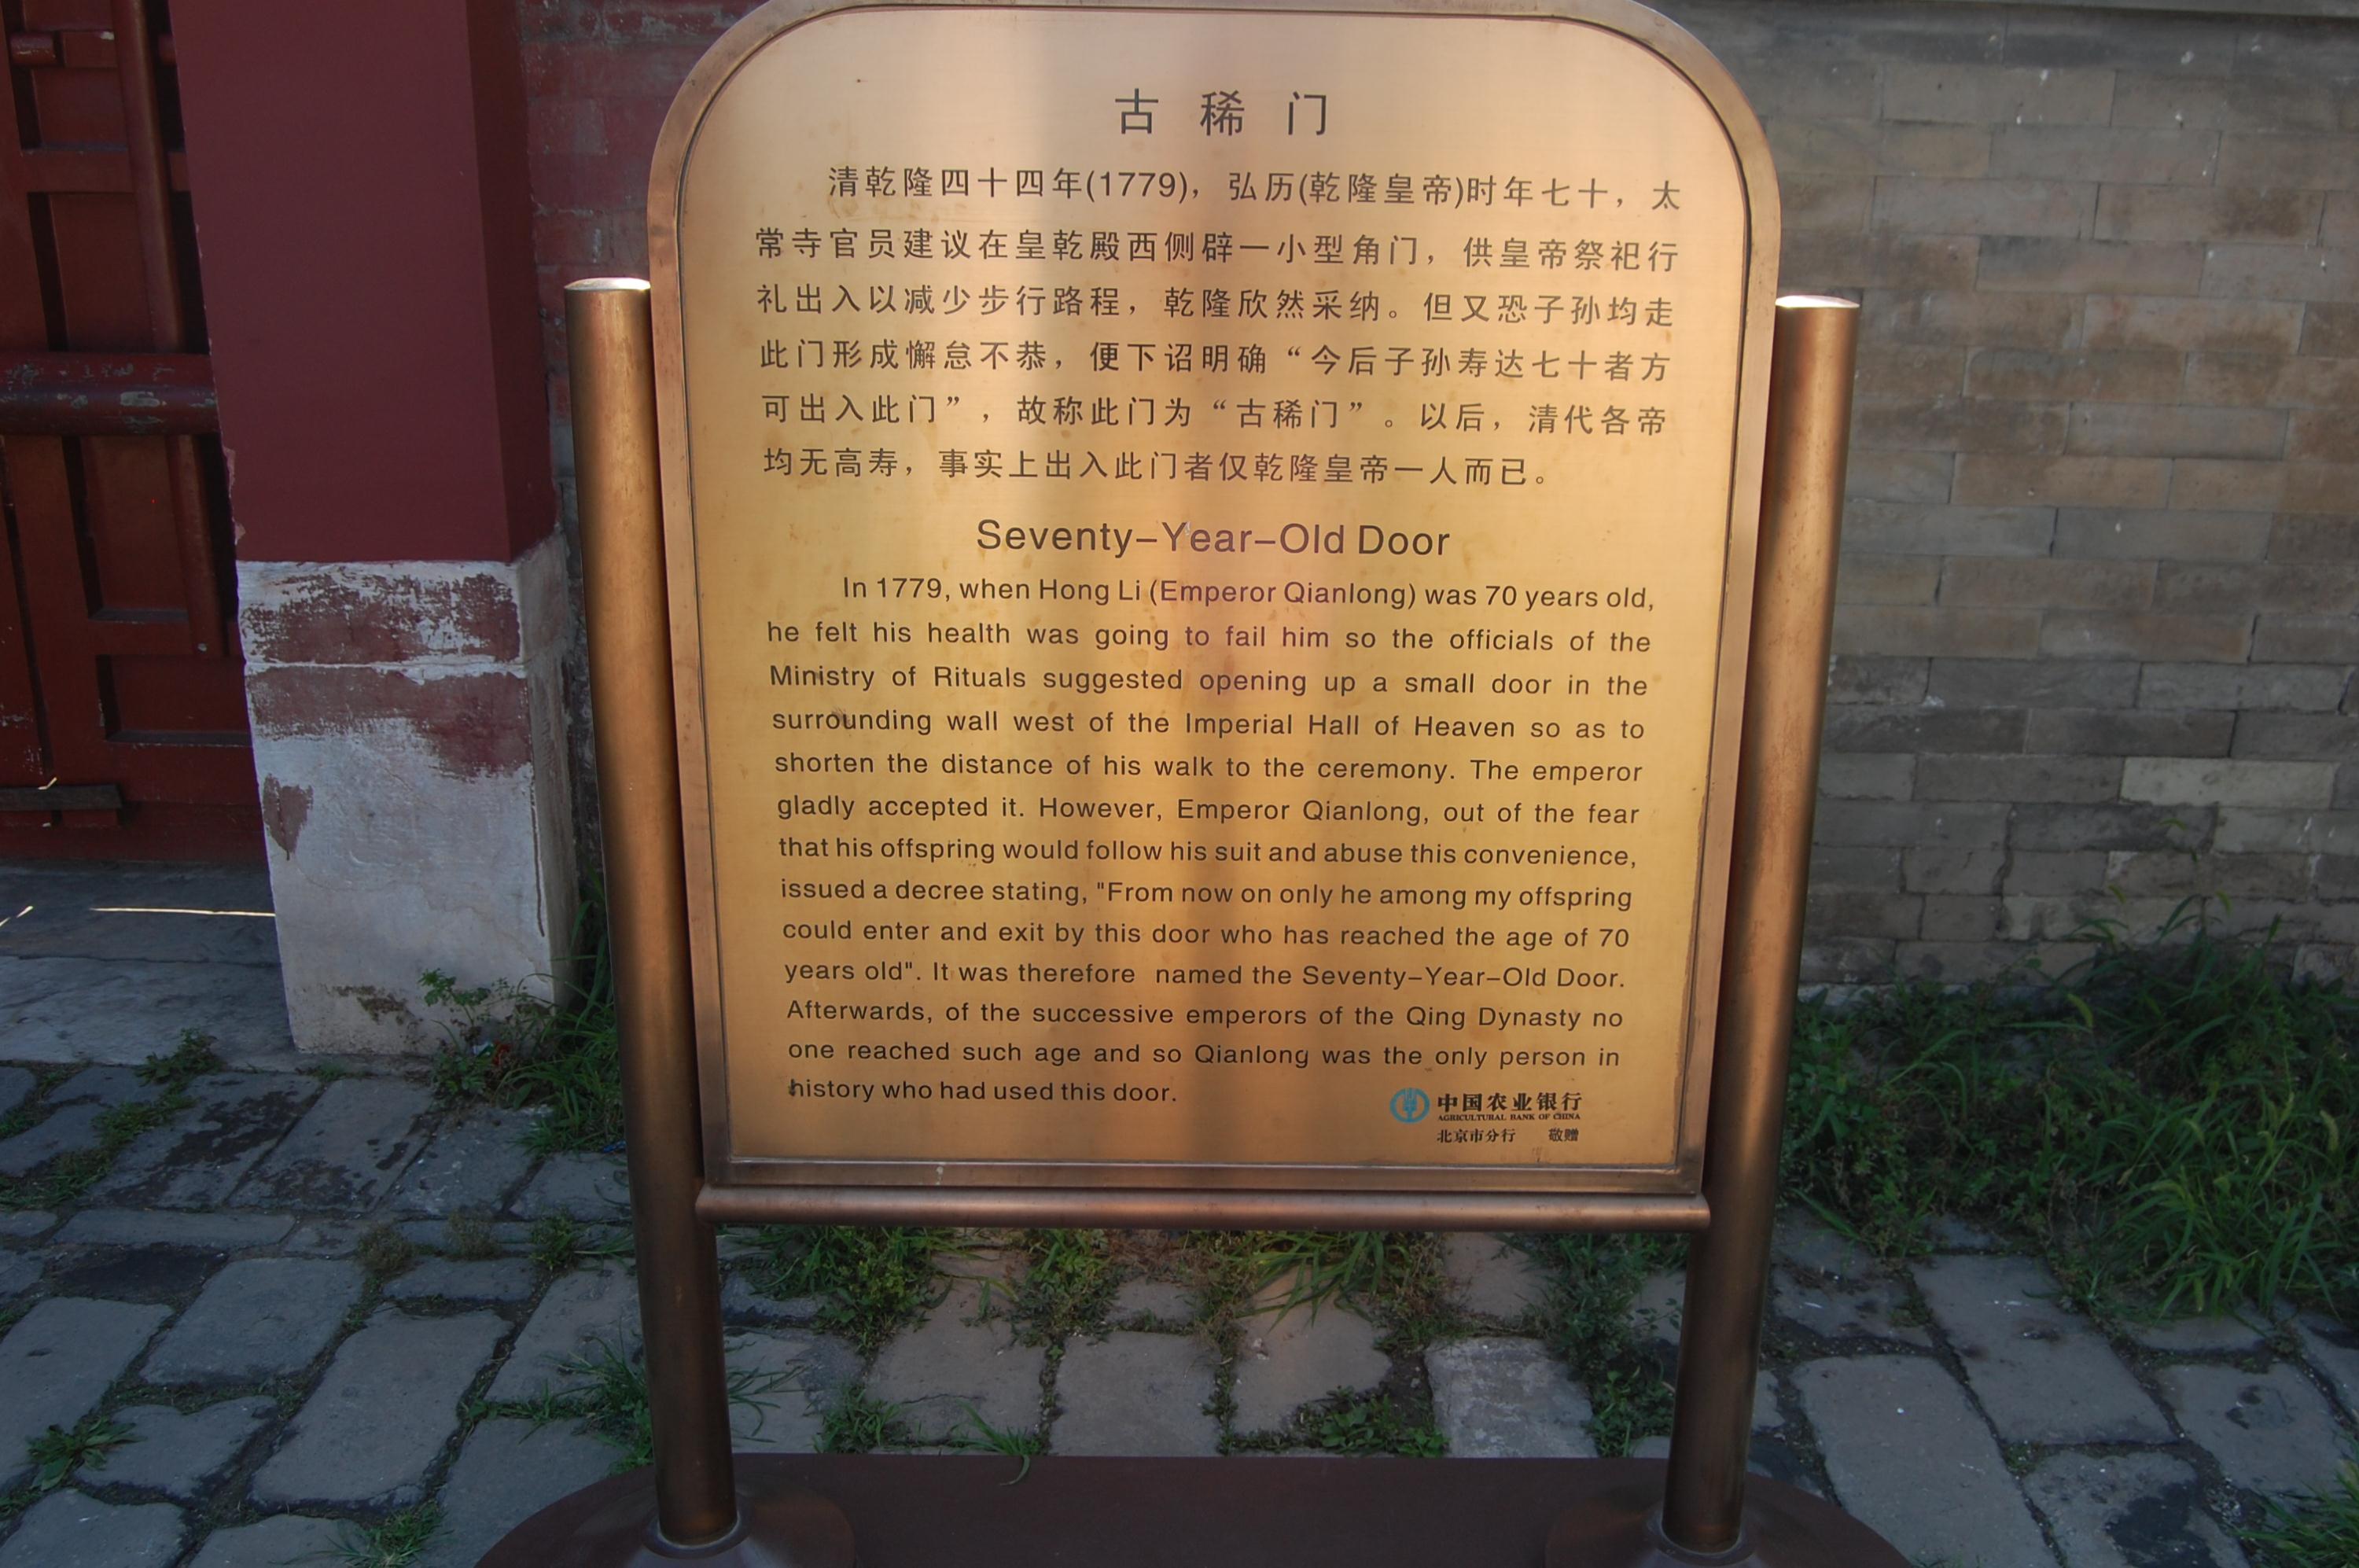 古稀门
清乾隆四十四年(1779)，弘历(乾隆皇帝)时年七十，太
常寺官员建议在皇乾殿西侧辟一小型角门，供皇帝祭祀行
礼出入以减少步行路程，乾隆欣然采纳。但又恐子孙均走
此门形成懈怠不恭，便下诏明确“今后子孙寿达七十者方
可出入此门”，故称此门为“古稀门”。以后，清代各帝
均无高寿，事实上出入此门者仅乾隆皇帝一人而已。
Seventy-Year-Old Door
In 1779, when Hong Li (Emperor Qianlong) was 70 years old,
he felt his health was going to fail him so the officials of the
Ministry of Rituals suggested opening up a small door in the
surrounding wall west of the Imperial Hall of Heaven so as to
shorten the distance of his walk to the ceremony. The emperor
gladly accepted it. However, Emperor Qianlong, out of the fear
that his offspring would follow his suit and abuse this convenience,
issued a decree stating, "From now on only he among my offspring
could enter and exit by this door who has reached the age of 70
years old". It was therefore named the Seventy-Year-Old Door.
Afterwards, of the successive emperors of the Qing Dynasty no
one reached such age and so Qianlong was the only person in
history who had used this door.
中国农业银行
AGRICULTURAL BANK OF CHINA
北京市分行 敬赠